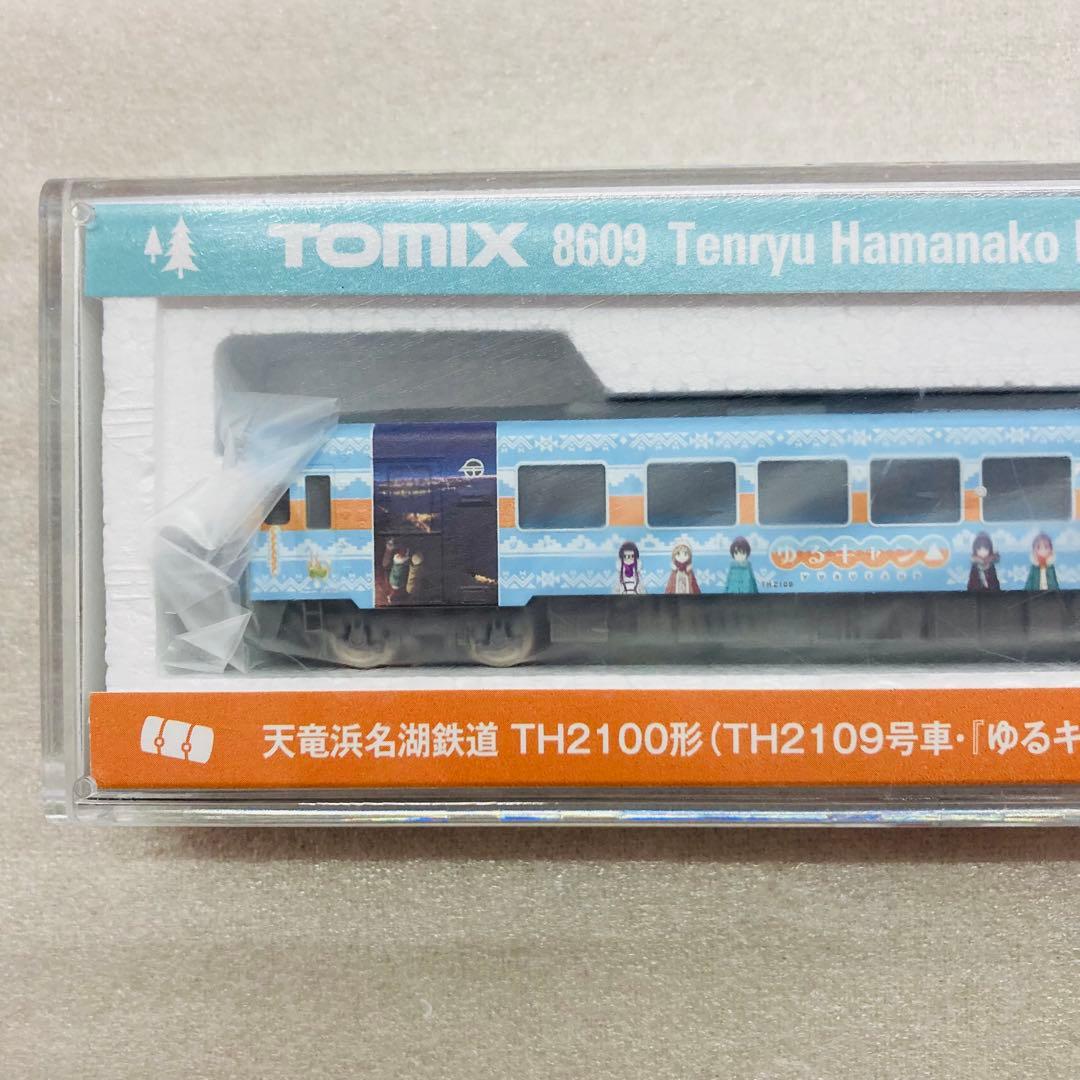 TOMIX 8609 Tenryu Hamanako
ゆるキャン△
TH2109
天竜浜名湖鉄道 TH2100形(TH2109号車・『ゆるキ